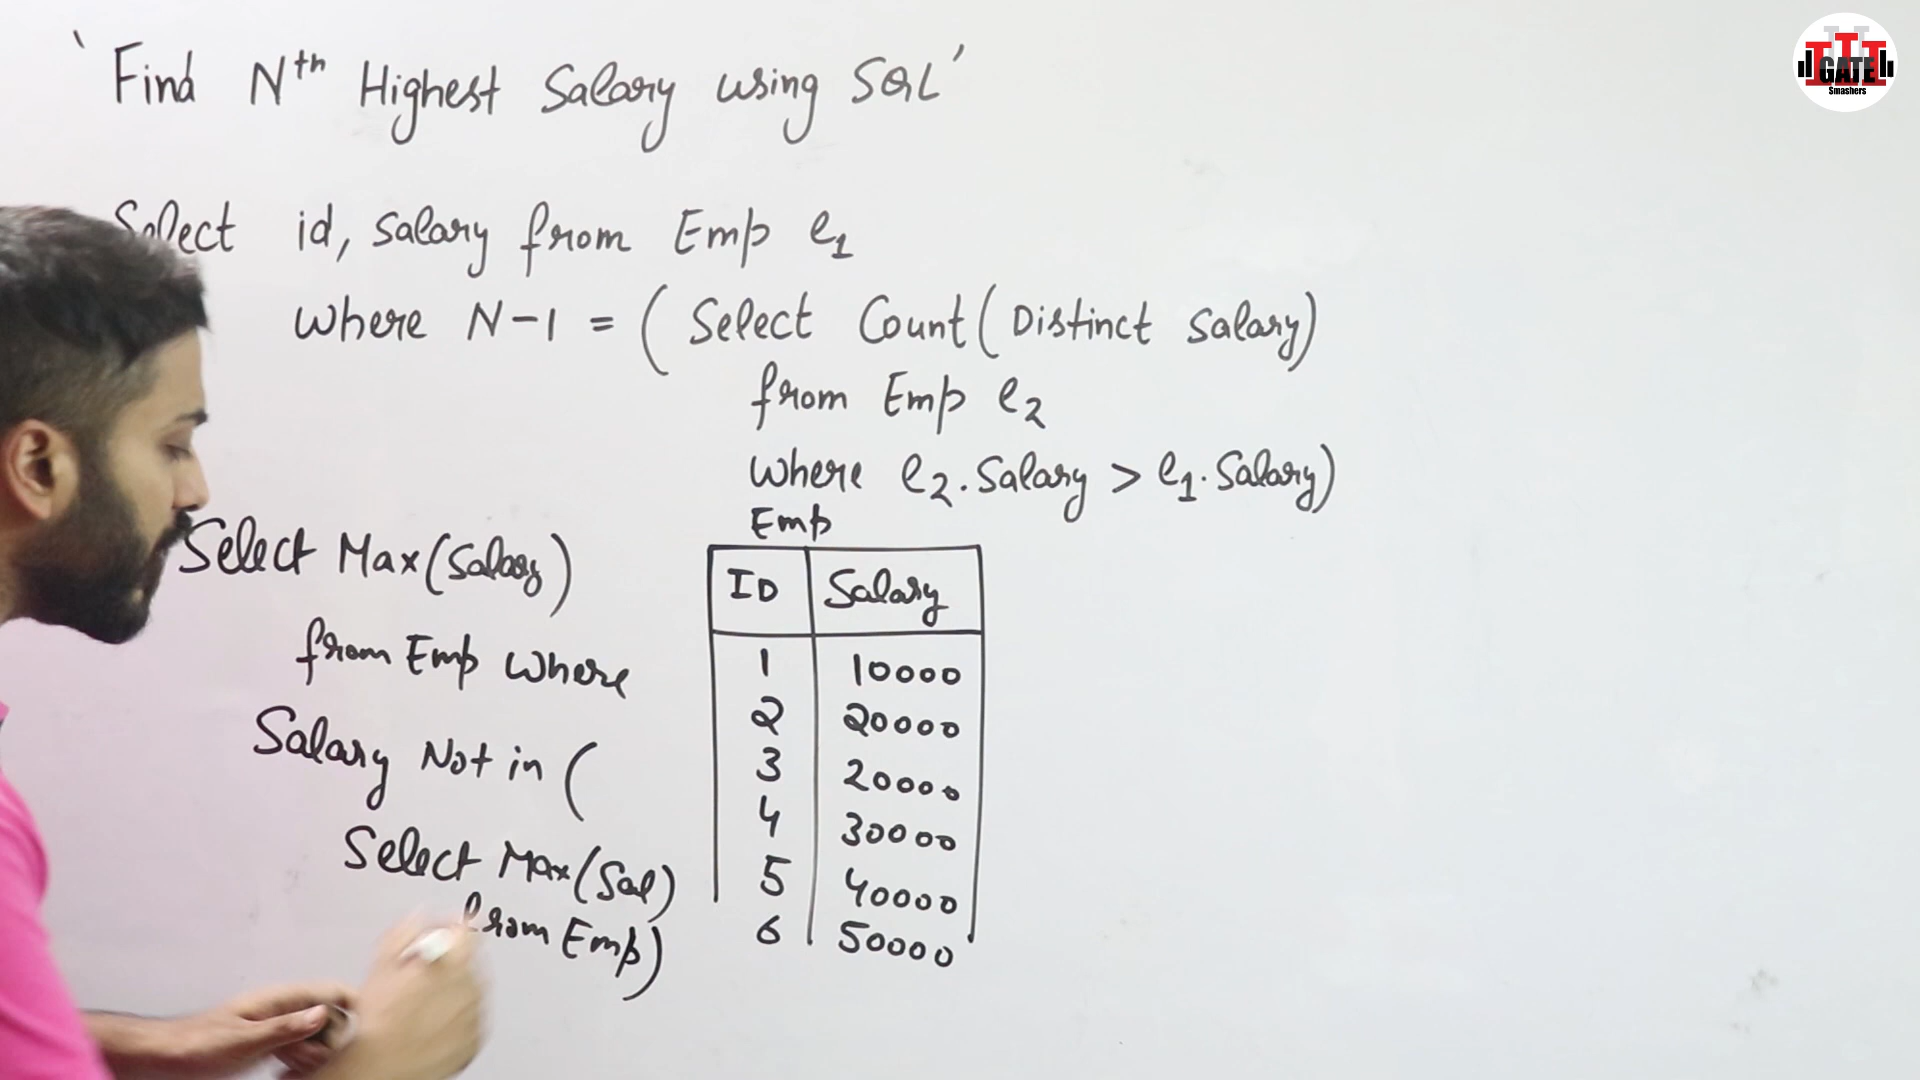 'Find Nth Highest Salary using SQL'
Select id, Salary from Emp e1
where N-1 = ( Select Count( Distinct Salary)
from Emp e2
where e2.Salary > e1.Salary)
Select Max(Salary)
from Emp where
Salary Not in (
Select Max(Sal)
from Emp)
Emp
ID Salary
1 10000
2 20000
3 20000
4 30000
5 40000
6 50000
GATE
Smashers